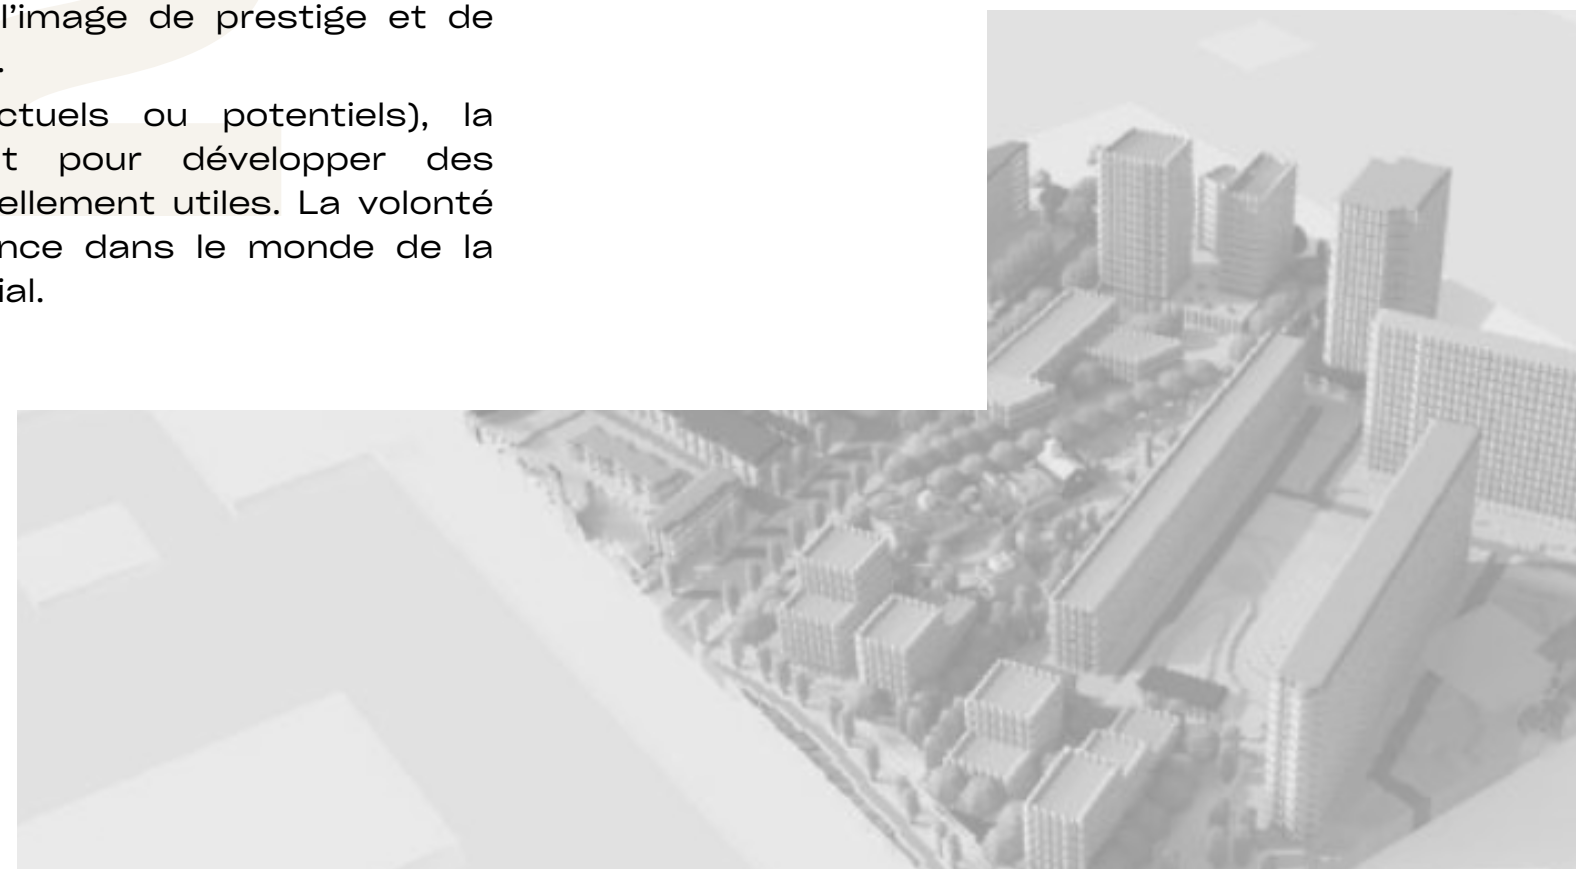 l'image de prestige et de
.
ctuels ou potentiels), la
t pour développer des
ellement utiles. La volonté
nce dans le monde de la
ial.